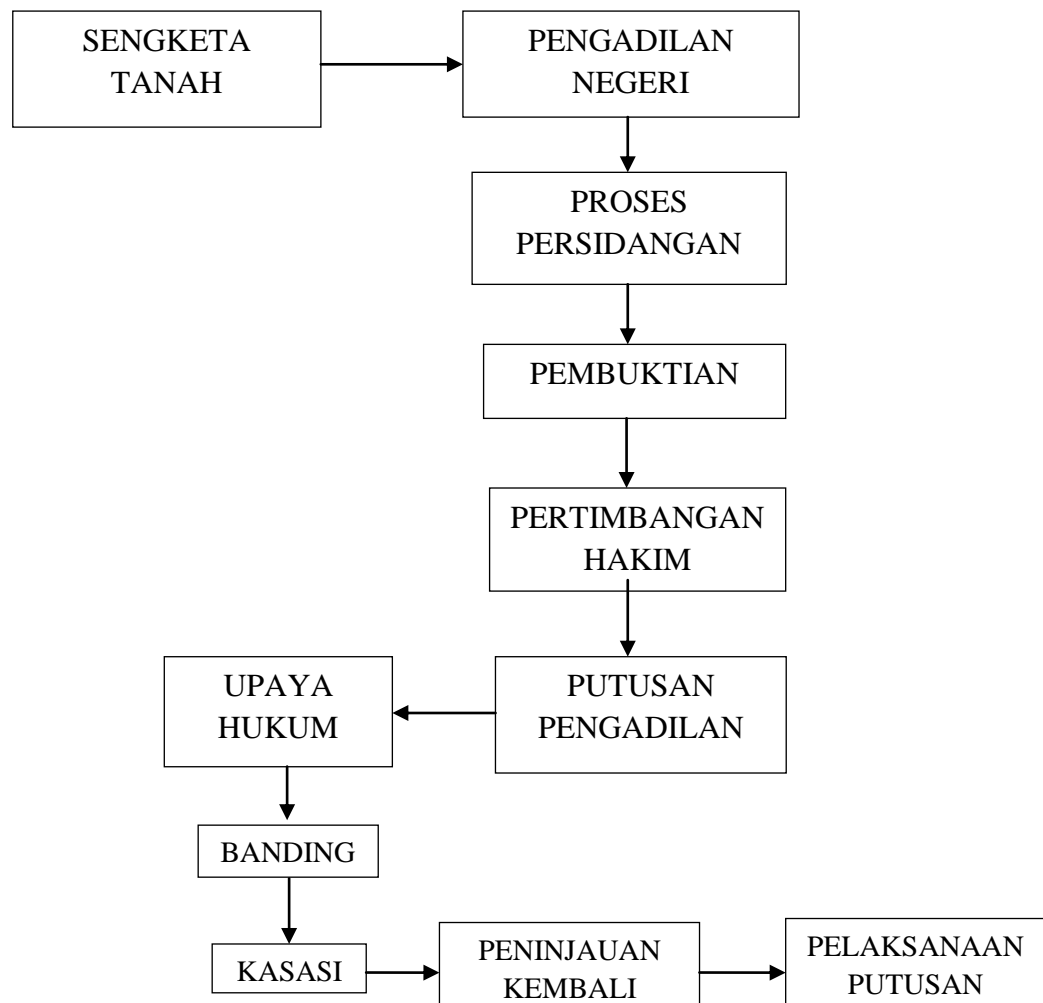 SENGKETA
TANAH
PENGADILAN
NEGERI
PROSES
PERSIDANGAN
PEMBUKTIAN
PERTIMBANGAN
HAKIM
PUTUSAN
PENGADILAN
UPAYA
HUKUM
BANDING
KASASI
PENINJAUAN
KEMBALI
PELAKSANAAN
PUTUSAN